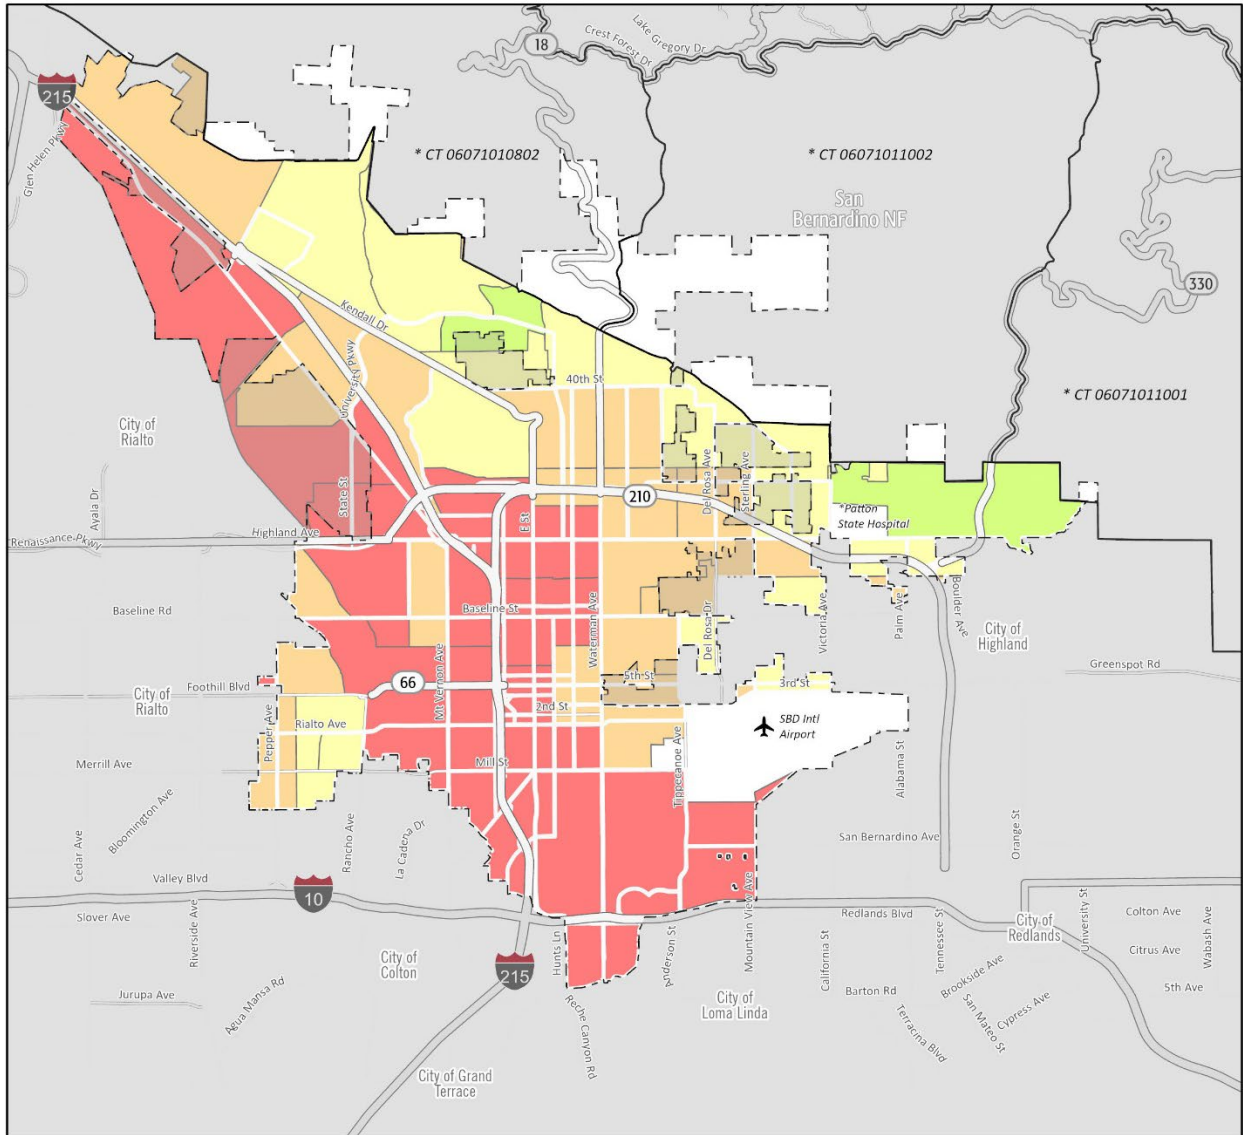 Lake Gregory Dr
18
Crest Forest Dr
215
Glen Helen Pkwy
* CT 06071010802
* CT 06071011002
San
Bernardino NF
330
Kendall Dr
University Pkwy
40th St
* CT 06071011001
City of
Rialto
Ayala Dr
State St
Del Rosa Ave
Sterling Ave
210
E St
*Patton
State Hospital
Highland Ave
Renaissance Pkwy
Baseline Rd
Baseline St
Waterman Ave
Del Rosa Dr
Victoria Ave
Palm Ave
Boulder Ave
City of
Highland
Mt Vernon Ave
Greenspot Rd
5th St
3rd St
66
Foothill Blvd
City of
Rialto
2nd St
Pepper Ave
Rialto Ave
SBD Intl
Airport
Merrill Ave
Mill St
Tippecanoe Ave
Alabama St
Bloomington Ave
Cedar Ave
Rancho Ave
La Cadena Dr
San Bernardino Ave
Orange St
Valley Blvd
10
Mountain View Ave
Slover Ave
Riverside Ave
Redlands Blvd
City of
Redlands
University St
Colton Ave
Wabash Ave
Citrus Ave
City of
Colton
215
Hunts Ln
Anderson St
California St
Tennessee St
Brookside Ave
5th Ave
Jurupa Ave
Agua Mansa Rd
Reche Canyon Rd
City of
Loma Linda
Barton Rd
Terracina Blvd
San Mateo St
Cypress Ave
City of Grand
Terrace